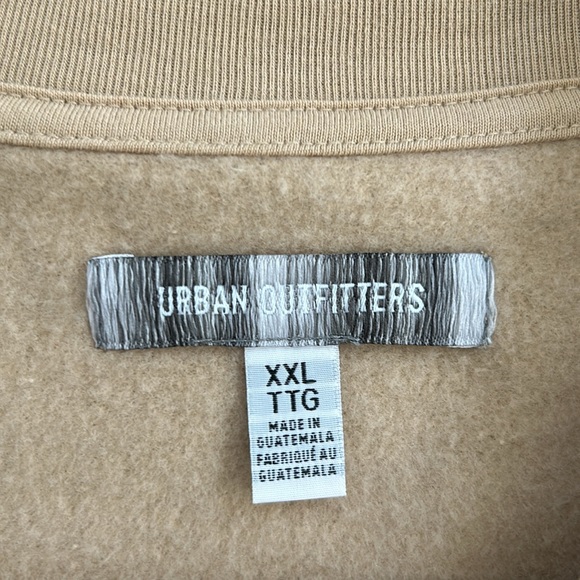 URBAN OUTFITTERS
XXL
TTG
MADE IN
GUATEMALA
FABRIQUÉ AU
GUATEMALA